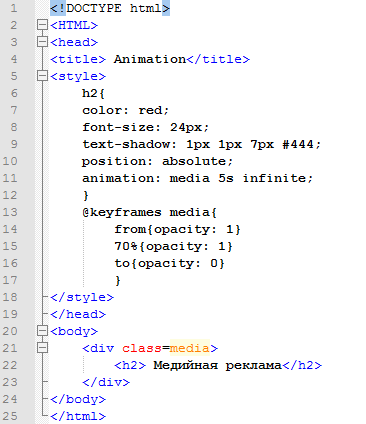 1 <!DOCTYPE html>
2 <HTML>
3 <head>
4 <title> Animation</title>
5 <style>
6 h2{
7 color: red;
8 font-size: 24px;
9 text-shadow: 1px 1px 7px #444;
10 position: absolute;
11 animation: media 5s infinite;
12 }
13 @keyframes media{
14 from{opacity: 1}
15 70%{opacity: 1}
16 to{opacity: 0}
17 }
18 </style>
19 </head>
20 <body>
21 <div class=media>
22 <h2> Медийная реклама</h2>
23 </div>
24 </body>
25 </html>